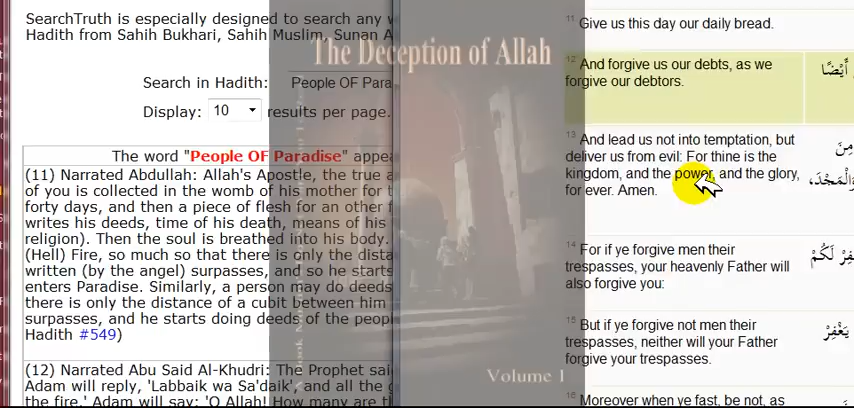 SearchTruth is especially designed to search any w
Hadith from Sahih Bukhari, Sahih Muslim, Sunan A
Search in Hadith: People OF Para
Display: 10 results per page.
The word "People OF Paradise" appea
(11) Narrated Abdullah: Allah's Apostle, the true a
of you is collected in the womb of his mother for t
forty days, and then a piece of flesh for an other f
writes his deeds, time of his death, means of his
religion). Then the soul is breathed into his body.
(Hell) Fire, so much so that there is only the dista
written (by the angel) surpasses, and so he starts
enters Paradise. Similarly, a person may do deeds
there is only the distance of a cubit between him
surpasses, and he starts doing deeds of the peopl
Hadith #549)
(12) Narrated Abu Said Al-Khudri: The Prophet sai
Adam will reply, 'Labbaik wa Sa'daik', and all the g
the fire.' Adam will say: 'O Allah! How many are th
The Deception of Allah
Volume 1
11 Give us this day our daily bread.
12 And forgive us our debts, as we
forgive our debtors.
أَيْضًا
13 And lead us not into temptation, but
deliver us from evil: For thine is the
kingdom, and the power, and the glory,
for ever. Amen.
مِنَ
وَالْمَجْدَ،
14 For if ye forgive men their
trespasses, your heavenly Father will
also forgive you:
فِرْ لَكُمْ
15 But if ye forgive not men their
trespasses, neither will your Father
forgive your trespasses.
يَغْفِرْ
16 Moreover when ye fast, be not, as